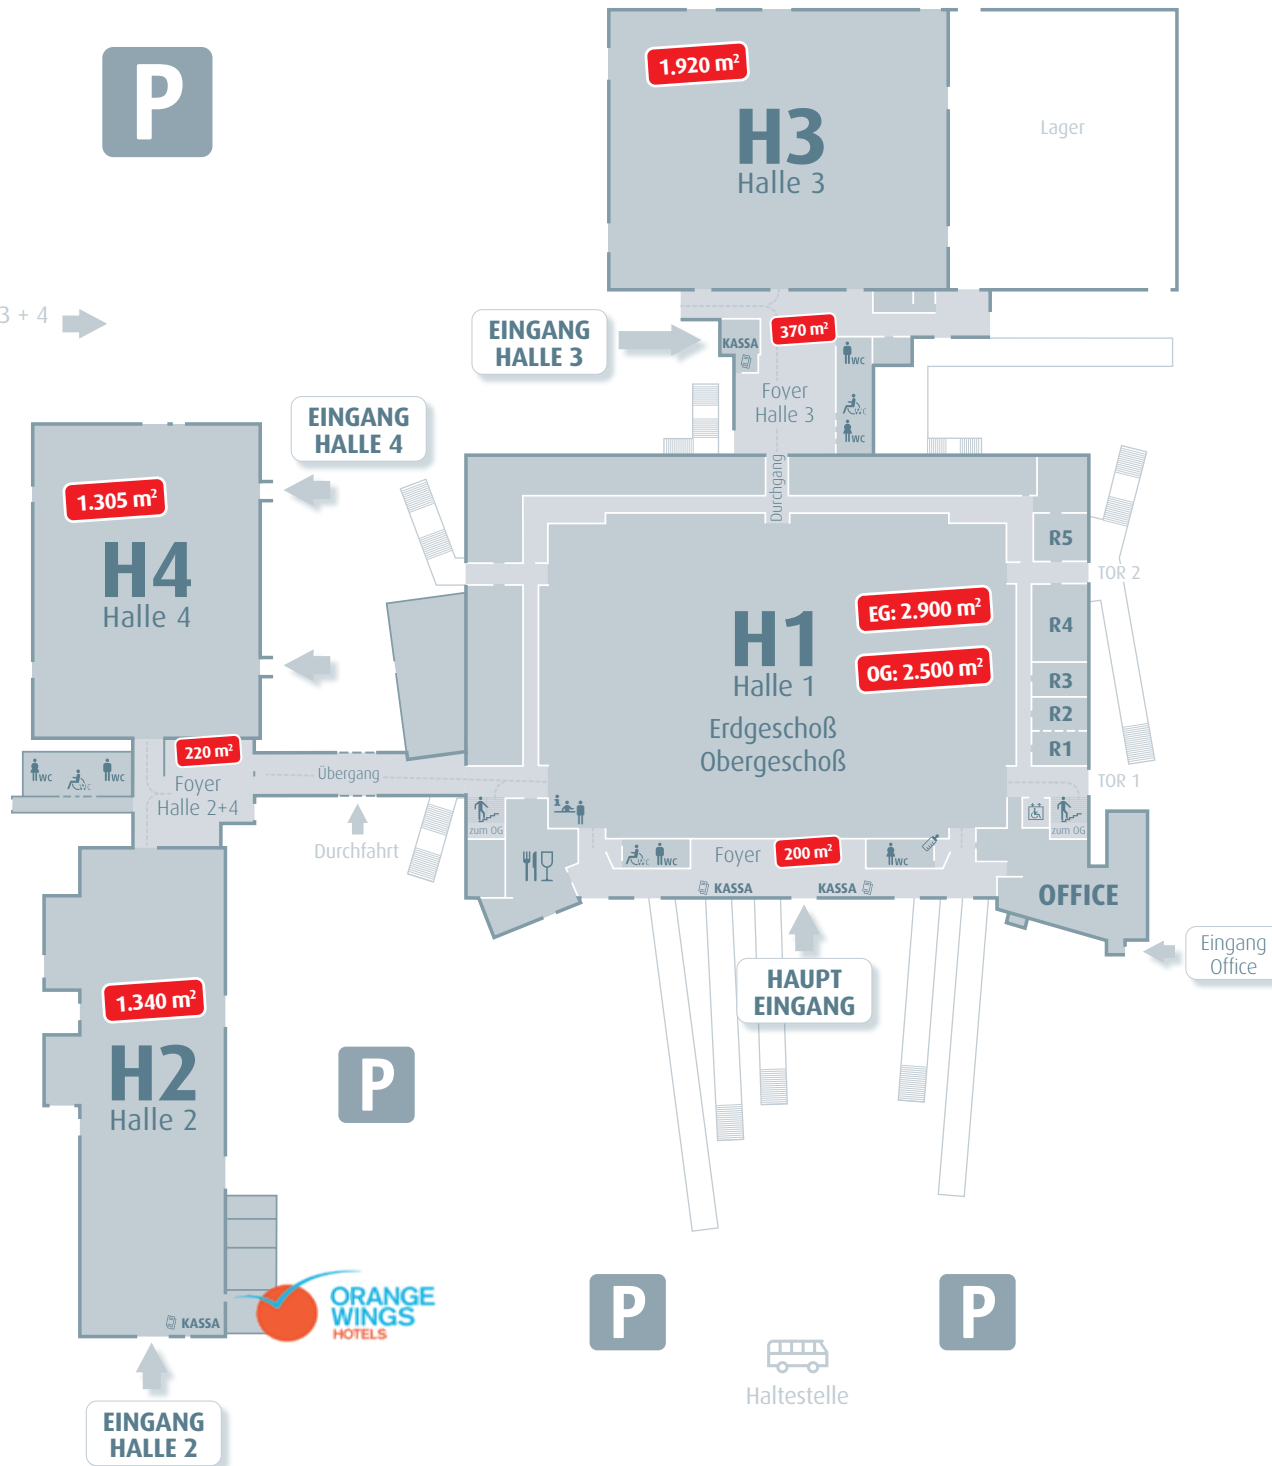 P
1.920 m²
H3
Halle 3
Lager
3 + 4
EINGANG
HALLE 3
KASSA
370 m²
WC
Foyer
Halle 3
WC
WC
EINGANG
HALLE 4
1.305 m²
H4
Halle 4
Durchgang
R5
TOR 2
EG: 2.900 m²
R4
H1
Halle 1
OG: 2.500 m²
R3
R2
R1
Erdgeschoß
Obergeschoß
220 m²
WC
WC
WC
Foyer
Halle 2+4
Übergang
TOR 1
Durchfahrt
zum OG
i
zum OG
WC
WC
Foyer
200 m²
WC
KASSA
KASSA
OFFICE
Eingang
Office
HAUPT
EINGANG
1.340 m²
H2
Halle 2
P
KASSA
ORANGE
WINGS
HOTELS
P
P
Haltestelle
EINGANG
HALLE 2